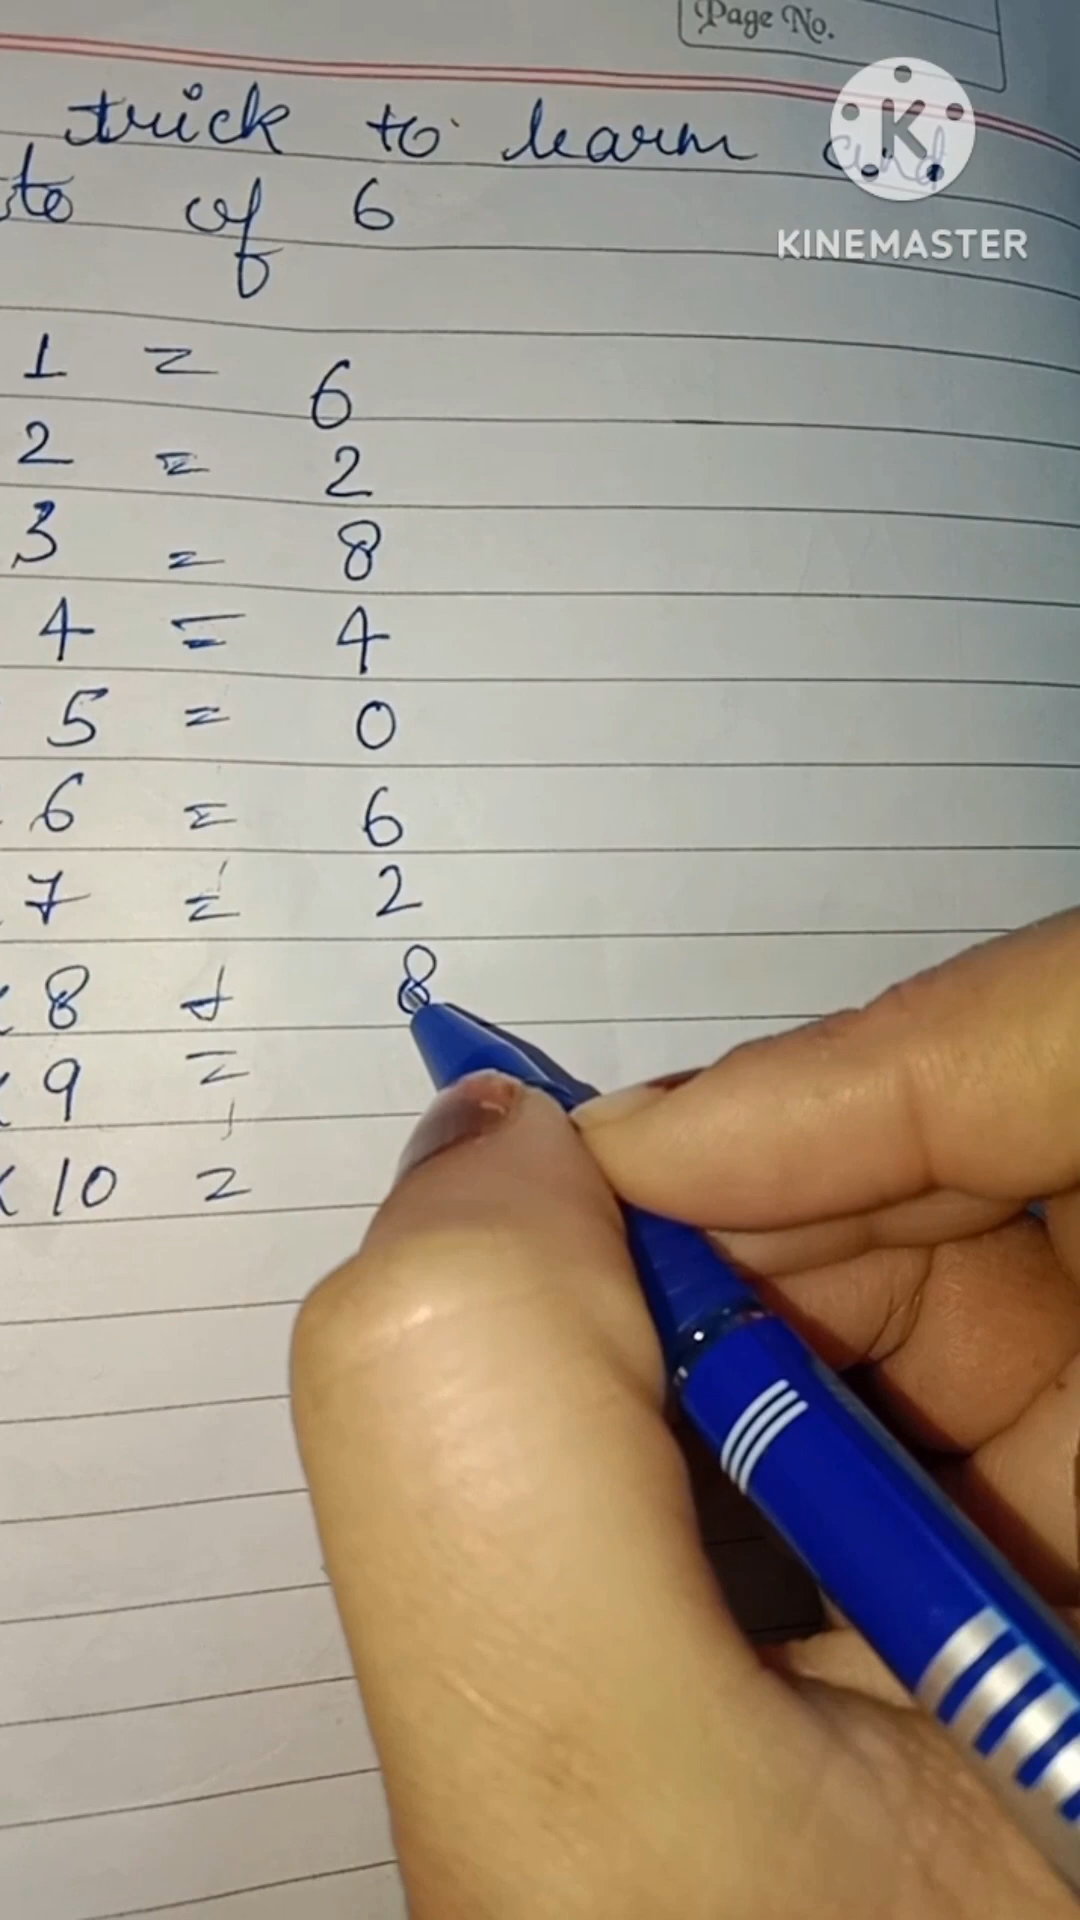 Page No.
trick to learn and
of 6
1 = 6
2 = 2
3 = 8
4 = 4
5 = 0
6 = 6
7 = 2
x 8 = 8
x 9 =
x 10 =
KINEMASTER